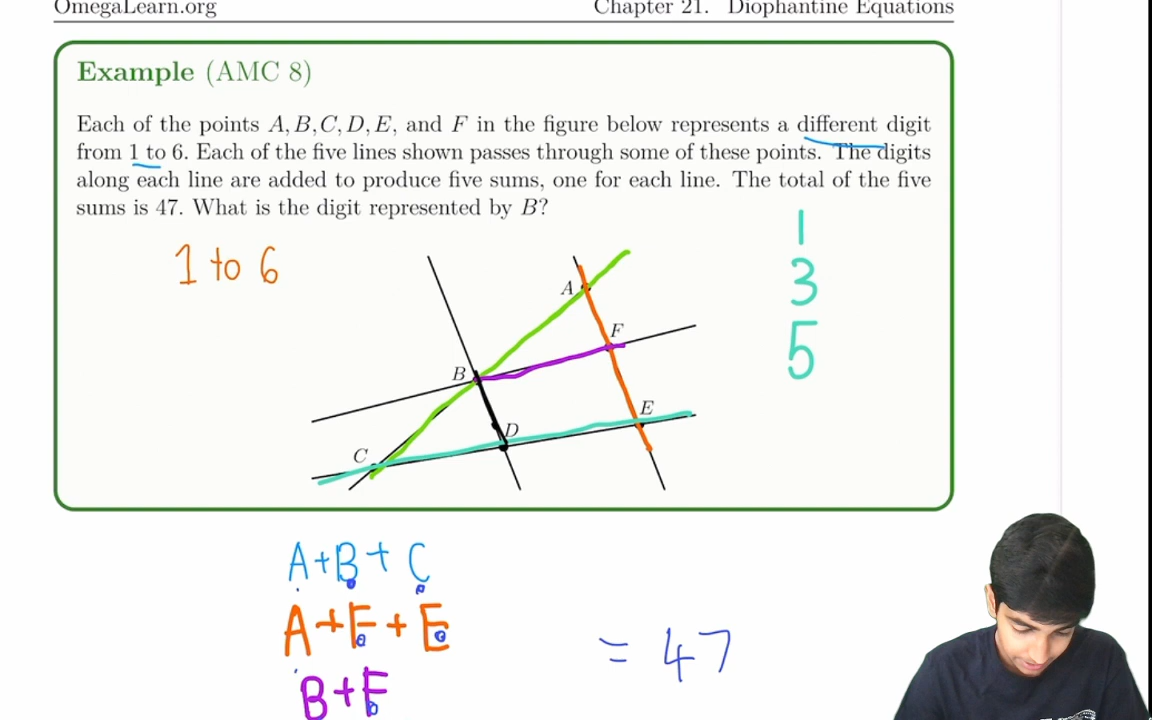 OmegaLearn.org Chapter 21. Diophantine Equations
Example (AMC 8)
Each of the points A, B, C, D, E, and F in the figure below represents a different digit
from 1 to 6. Each of the five lines shown passes through some of these points. The digits
along each line are added to produce five sums, one for each line. The total of the five
sums is 47. What is the digit represented by B?
1 to 6
1
3
5
A
F
B
E
D
C
A+B+C
A+F+E
= 47
B+F